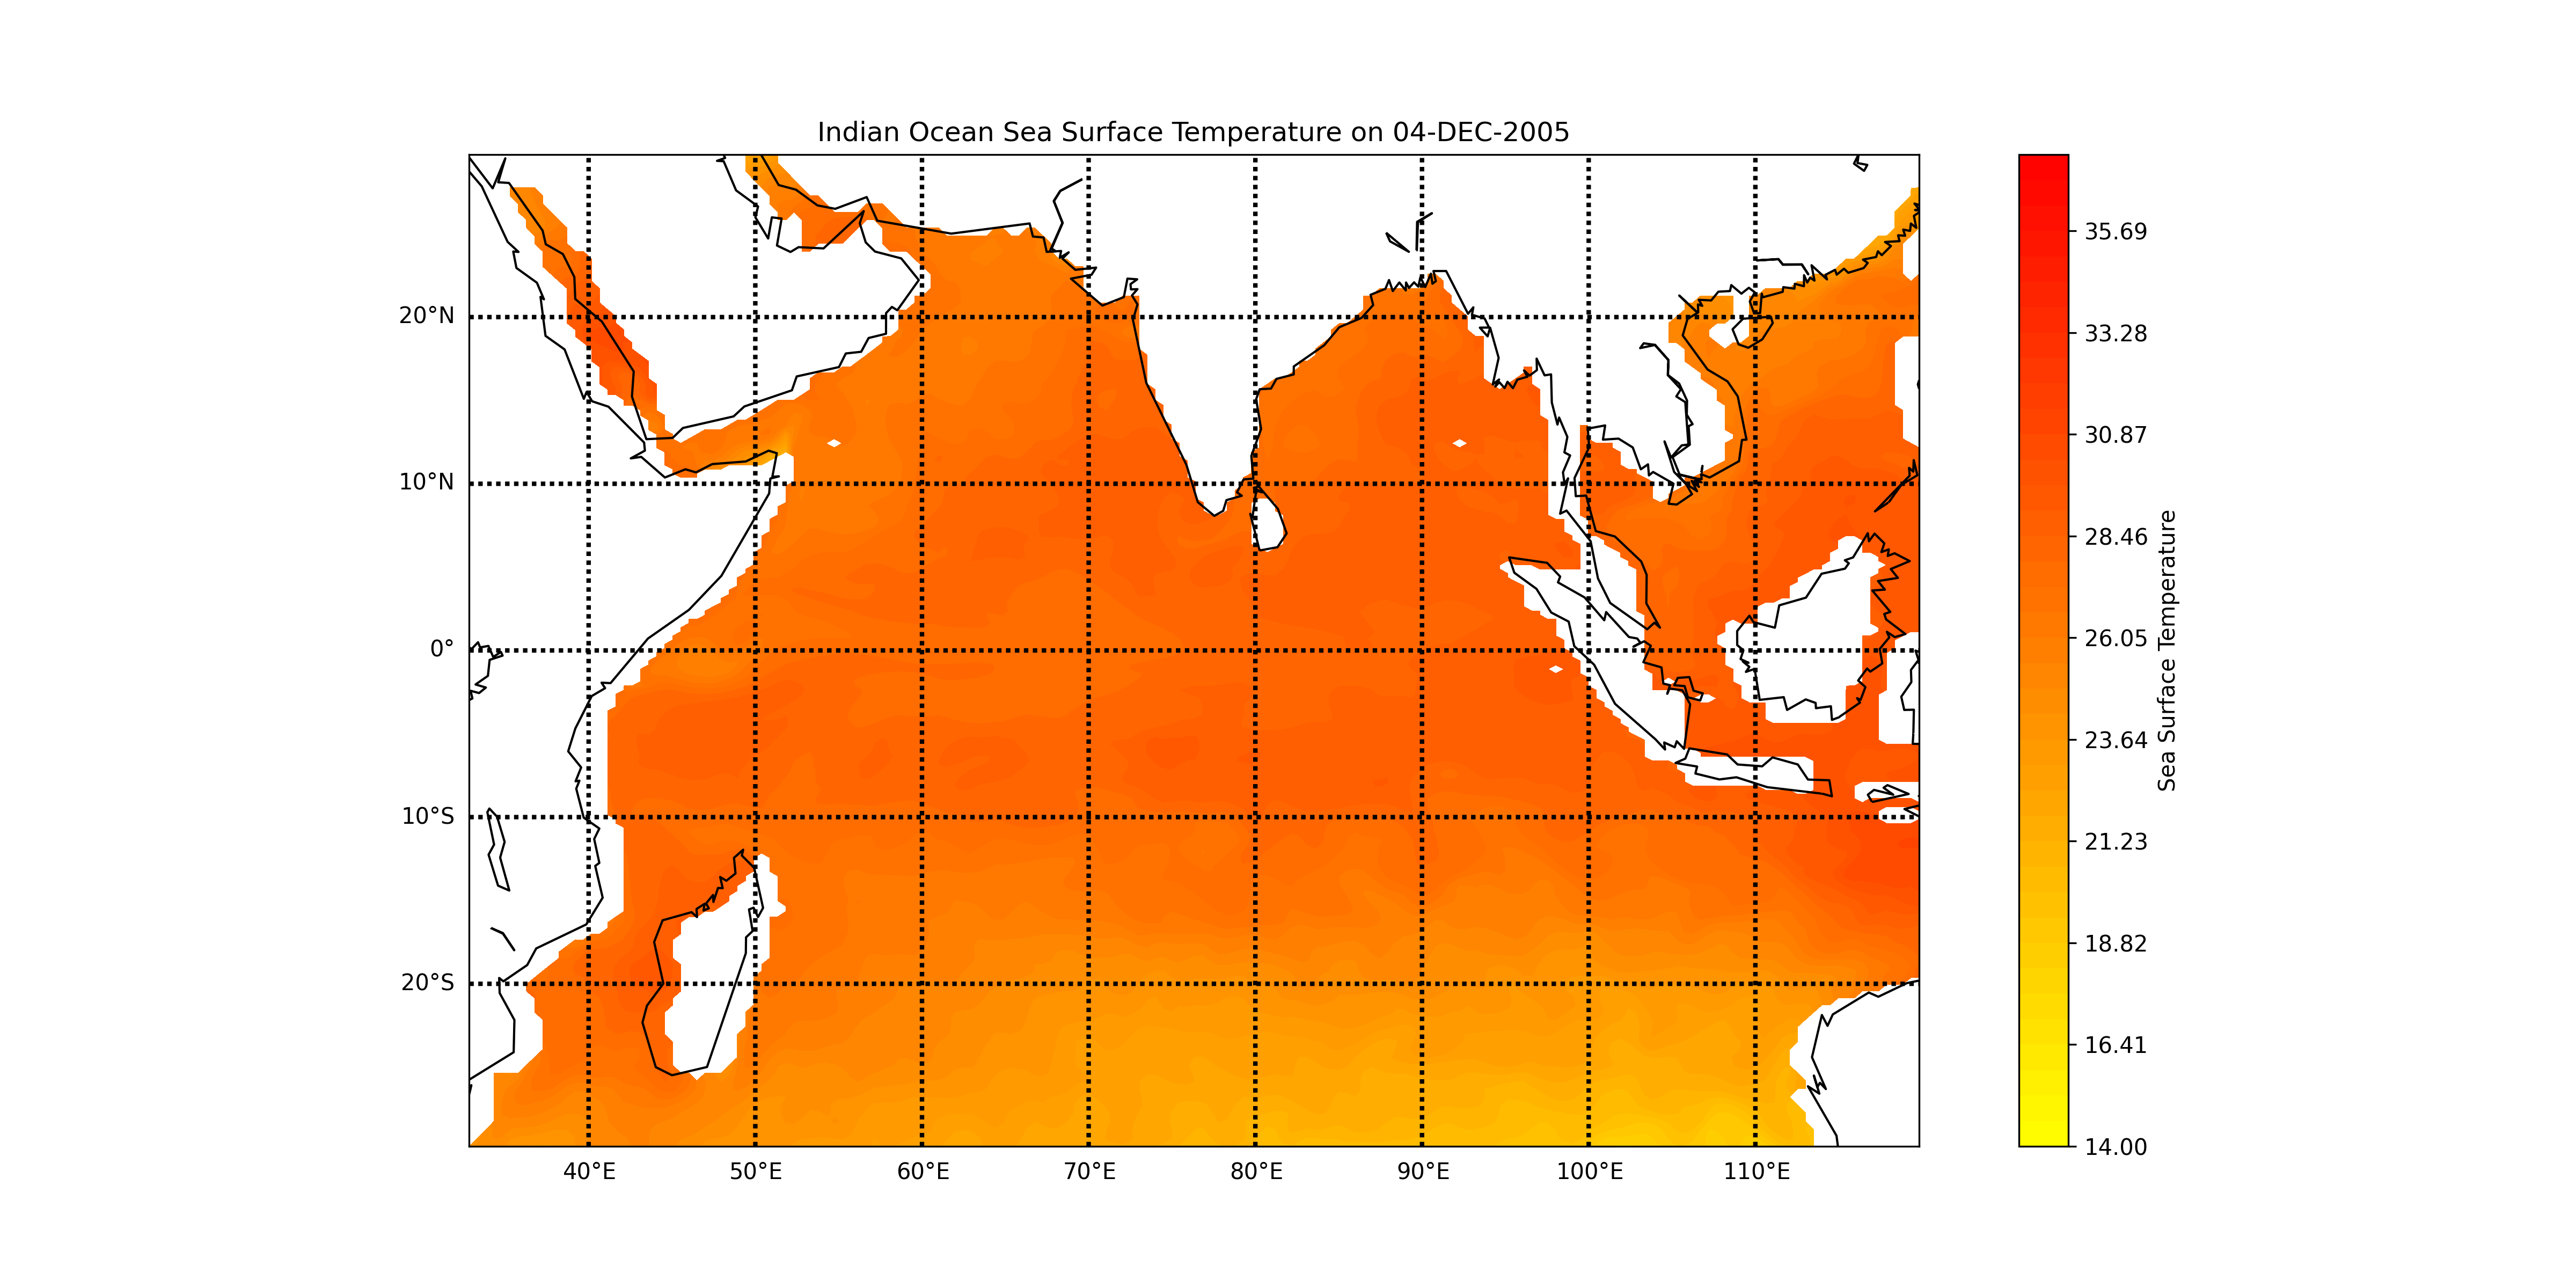 Indian Ocean Sea Surface Temperature on 04-DEC-2005
20°N
10°N
0°
10°S
20°S
40°E
50°E
60°E
70°E
80°E
90°E
100°E
110°E
35.69
33.28
30.87
28.46
26.05
23.64
21.23
18.82
16.41
14.00
Sea Surface Temperature